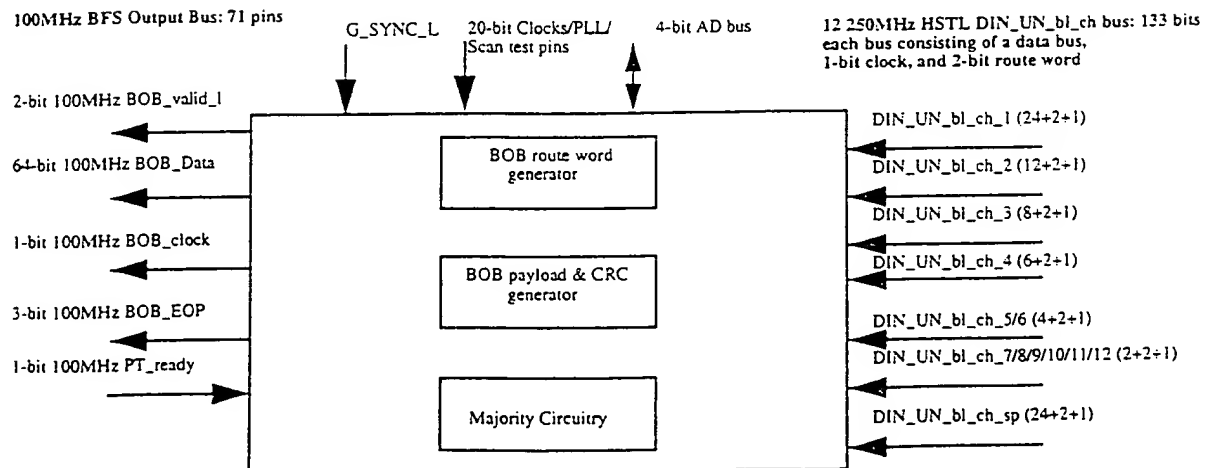 100MHz BFS Output Bus: 71 pins
G_SYNC_L
20-bit Clocks/PLL/
Scan test pins
4-bit AD bus
12 250MHz HSTL DIN_UN_bl_ch bus: 133 bits
each bus consisting of a data bus,
1-bit clock, and 2-bit route word
2-bit 100MHz BOB_valid_l
64-bit 100MHz BOB_Data
1-bit 100MHz BOB_clock
3-bit 100MHz BOB_EOP
1-bit 100MHz PT_ready
BOB route word
generator
BOB payload & CRC
generator
Majority Circuitry
DIN_UN_bl_ch_1 (24+2+1)
DIN_UN_bl_ch_2 (12+2+1)
DIN_UN_bl_ch_3 (8+2+1)
DIN_UN_bl_ch_4 (6+2+1)
DIN_UN_bl_ch_5/6 (4+2+1)
DIN_UN_bl_ch_7/8/9/10/11/12 (2+2+1)
DIN_UN_bl_ch_sp (24+2+1)